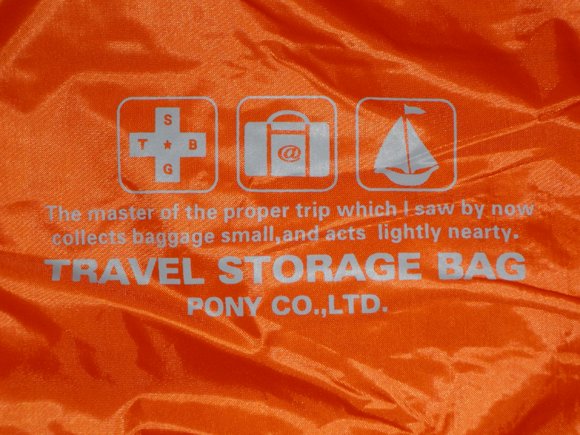 S
T ★ B
G
@
The master of the proper trip which I saw by now
collects baggage small,and acts lightly nearty.
TRAVEL STORAGE BAG
PONY CO.,LTD.